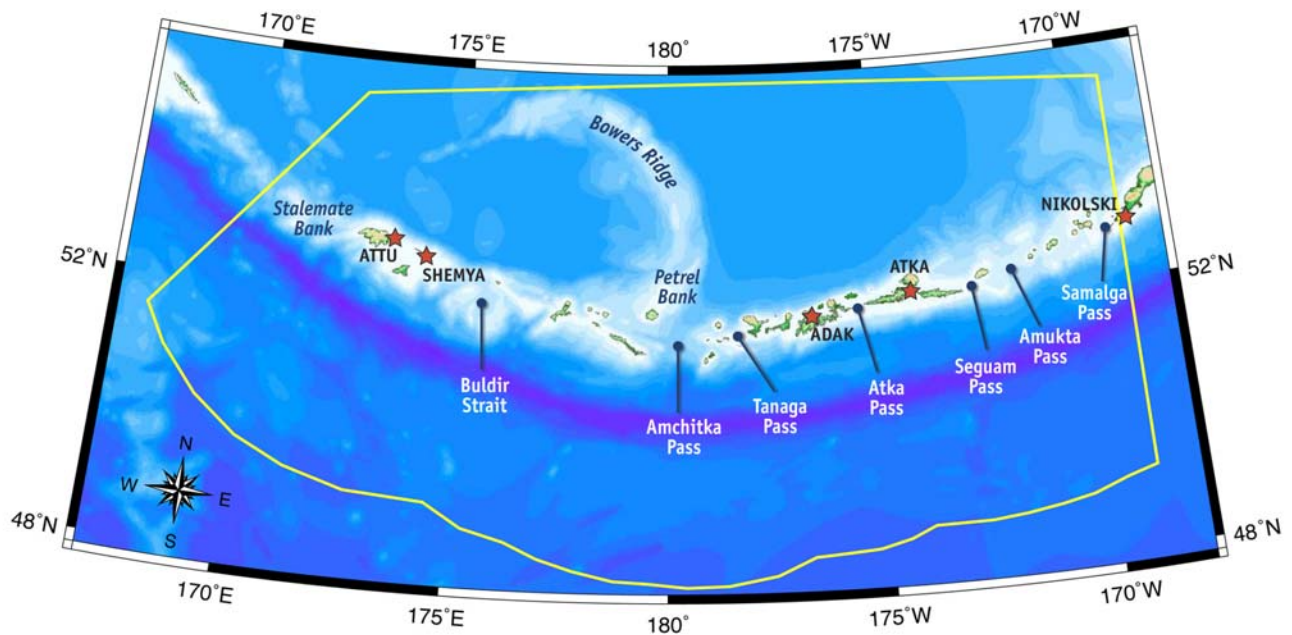 170˚E
175˚E
180˚
175˚W
170˚W
Bowers Ridge
NIKOLSKI
Stalemate
Bank
ATTU
SHEMYA
52˚N
52˚N
Petrel
Bank
ATKA
ADAK
Samalga
Pass
Amukta
Pass
Seguam
Pass
Atka
Pass
Tanaga
Pass
Amchitka
Pass
Buldir
Strait
N
W
E
S
48˚N
48˚N
170˚E
175˚E
180˚
175˚W
170˚W